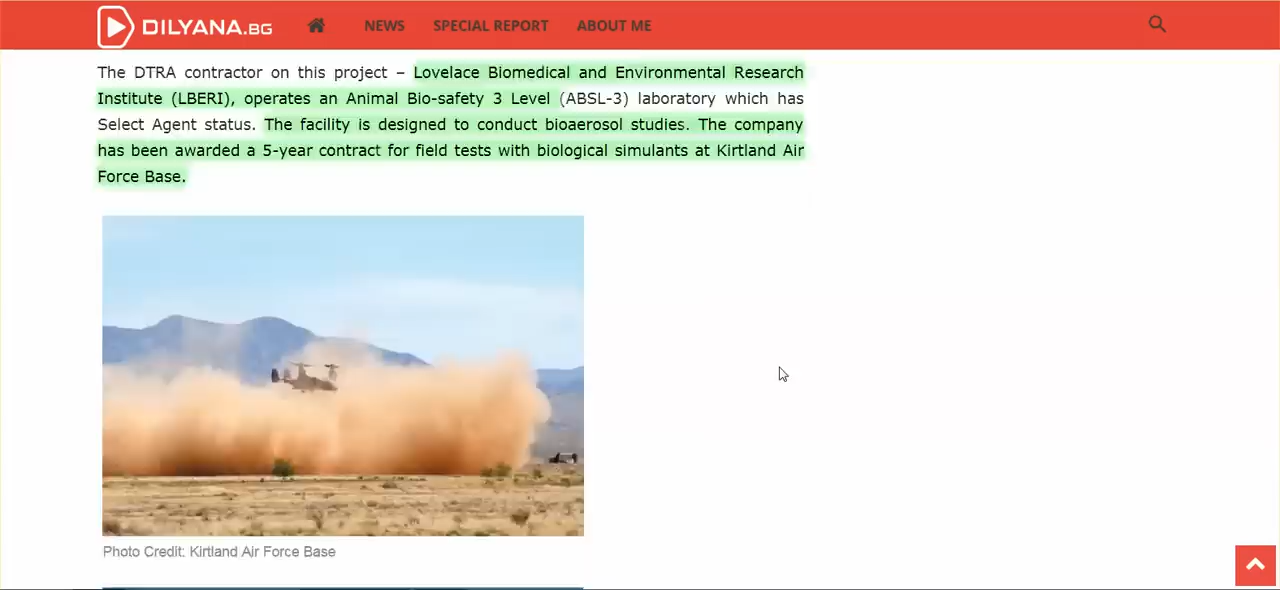 DILYANA.BG NEWS SPECIAL REPORT ABOUT ME
The DTRA contractor on this project – Lovelace Biomedical and Environmental Research
Institute (LBERI), operates an Animal Bio-safety 3 Level (ABSL-3) laboratory which has
Select Agent status. The facility is designed to conduct bioaerosol studies. The company
has been awarded a 5-year contract for field tests with biological simulants at Kirtland Air
Force Base.
Photo Credit: Kirtland Air Force Base